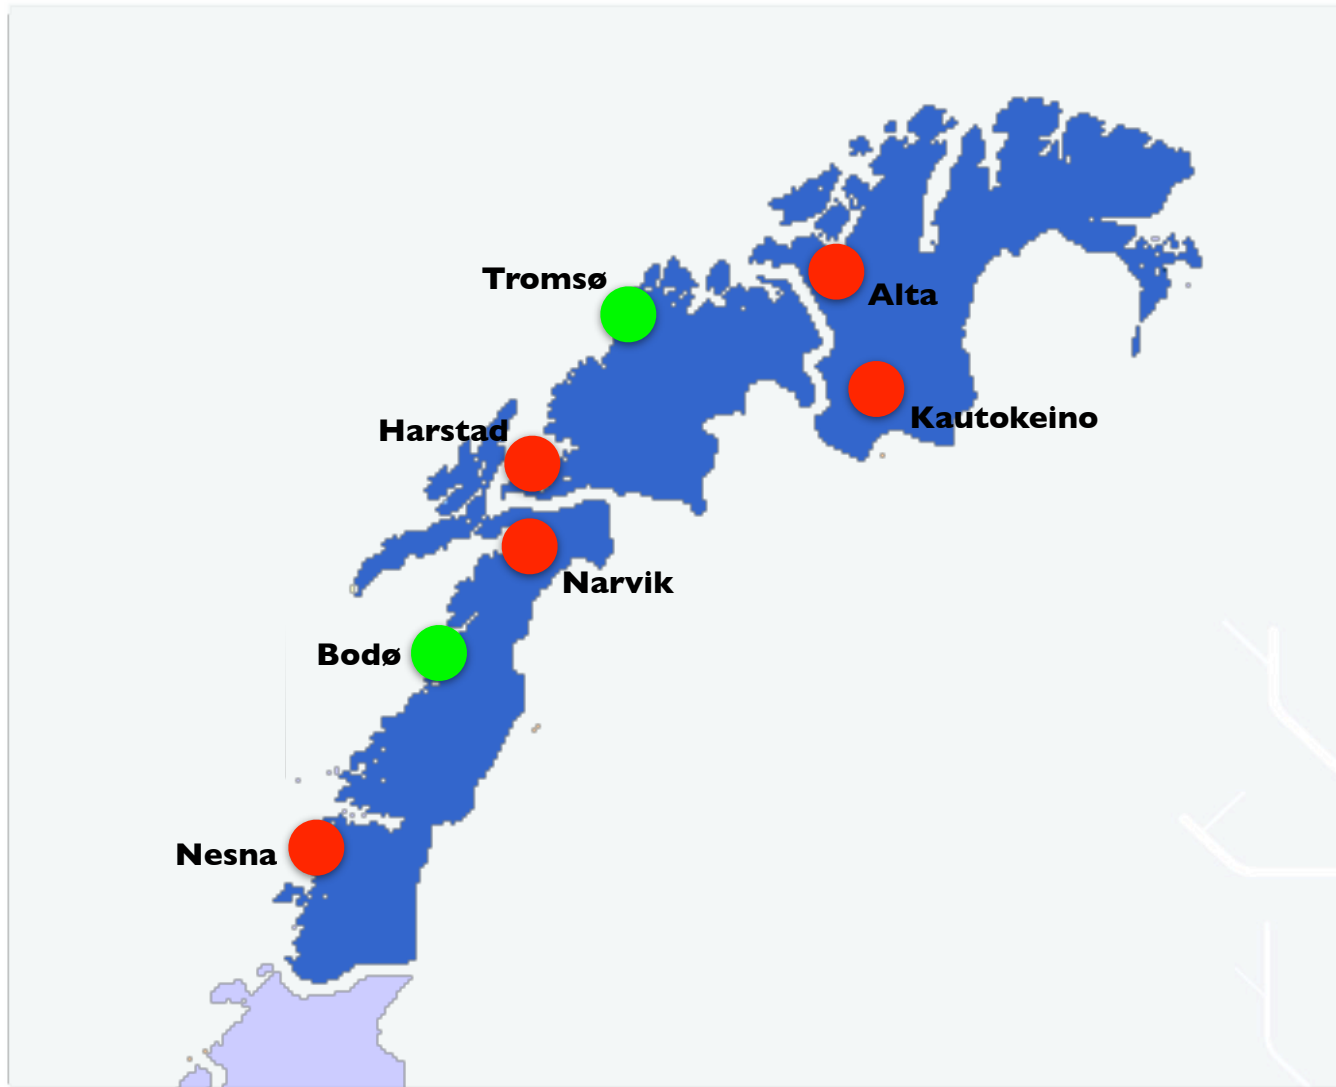 Tromsø
Alta
Kautokeino
Harstad
Narvik
Bodø
Nesna